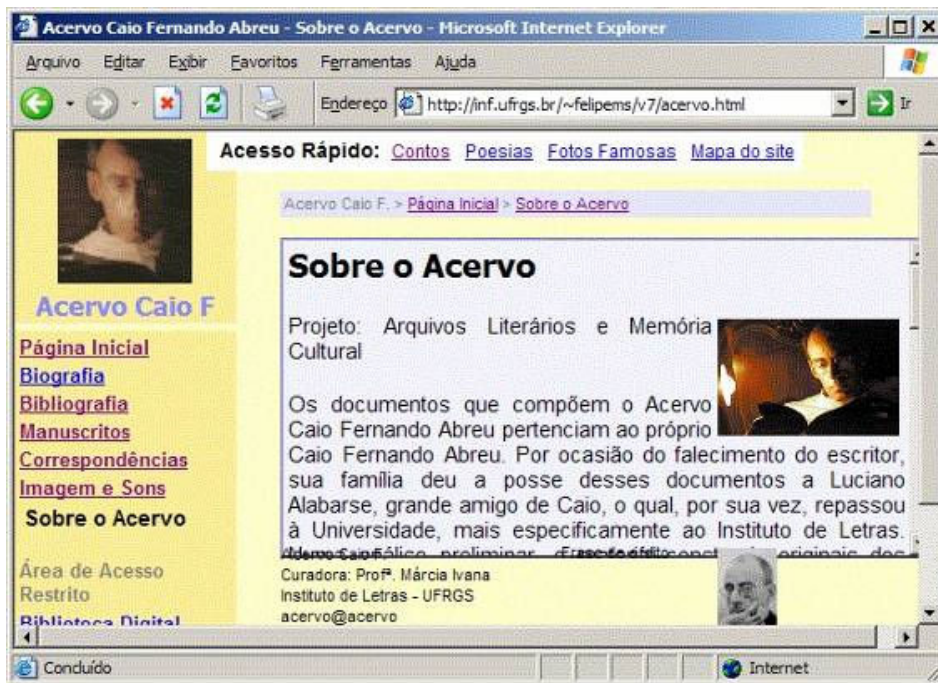 Acervo Caio Fernando Abreu - Sobre o Acervo - Microsoft Internet Explorer
Arquivo Editar Exibir Favoritos Ferramentas Ajuda
Endereço http://inf.ufrgs.br/~felipems/v7/acervo.html Ir
Acesso Rápido: Contos Poesias Fotos Famosas Mapa do site
Acervo Caio F. > Página Inicial > Sobre o Acervo
Acervo Caio F
Página Inicial
Biografia
Bibliografia
Manuscritos
Correspondências
Imagem e Sons
Sobre o Acervo
Área de Acesso
Restrito
Biblioteca Digital
Sobre o Acervo
Projeto: Arquivos Literários e Memória
Cultural
Os documentos que compõem o Acervo
Caio Fernando Abreu pertenciam ao próprio
Caio Fernando Abreu. Por ocasião do falecimento do escritor,
sua família deu a posse desses documentos a Luciano
Alabarse, grande amigo de Caio, o qual, por sua vez, repassou
à Universidade, mais especificamente ao Instituto de Letras.
preliminar originais dos
Curadora: Profª. Márcia Ivana
Instituto de Letras - UFRGS
acervo@acervo
Concluído Internet